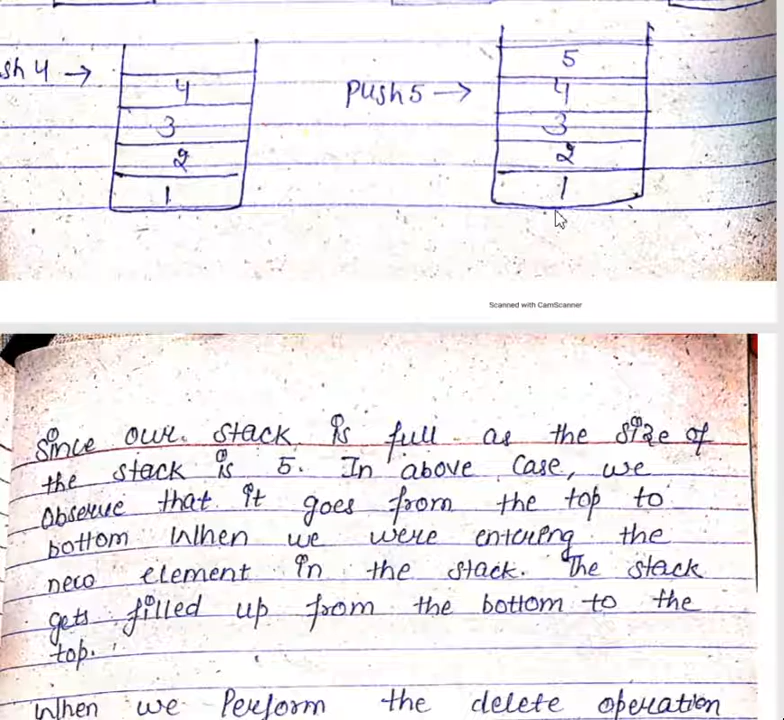 sh 4 →
4
3
2
1
Push 5 →
5
4
3
2
1
Scanned with CamScanner
Since our stack is full as the size of
the stack is 5. In above case, we
observe that it goes from the top to
bottom when we were entering the
new element in the stack. The stack
gets filled up from the bottom to the
top.
When we Perform the delete operation